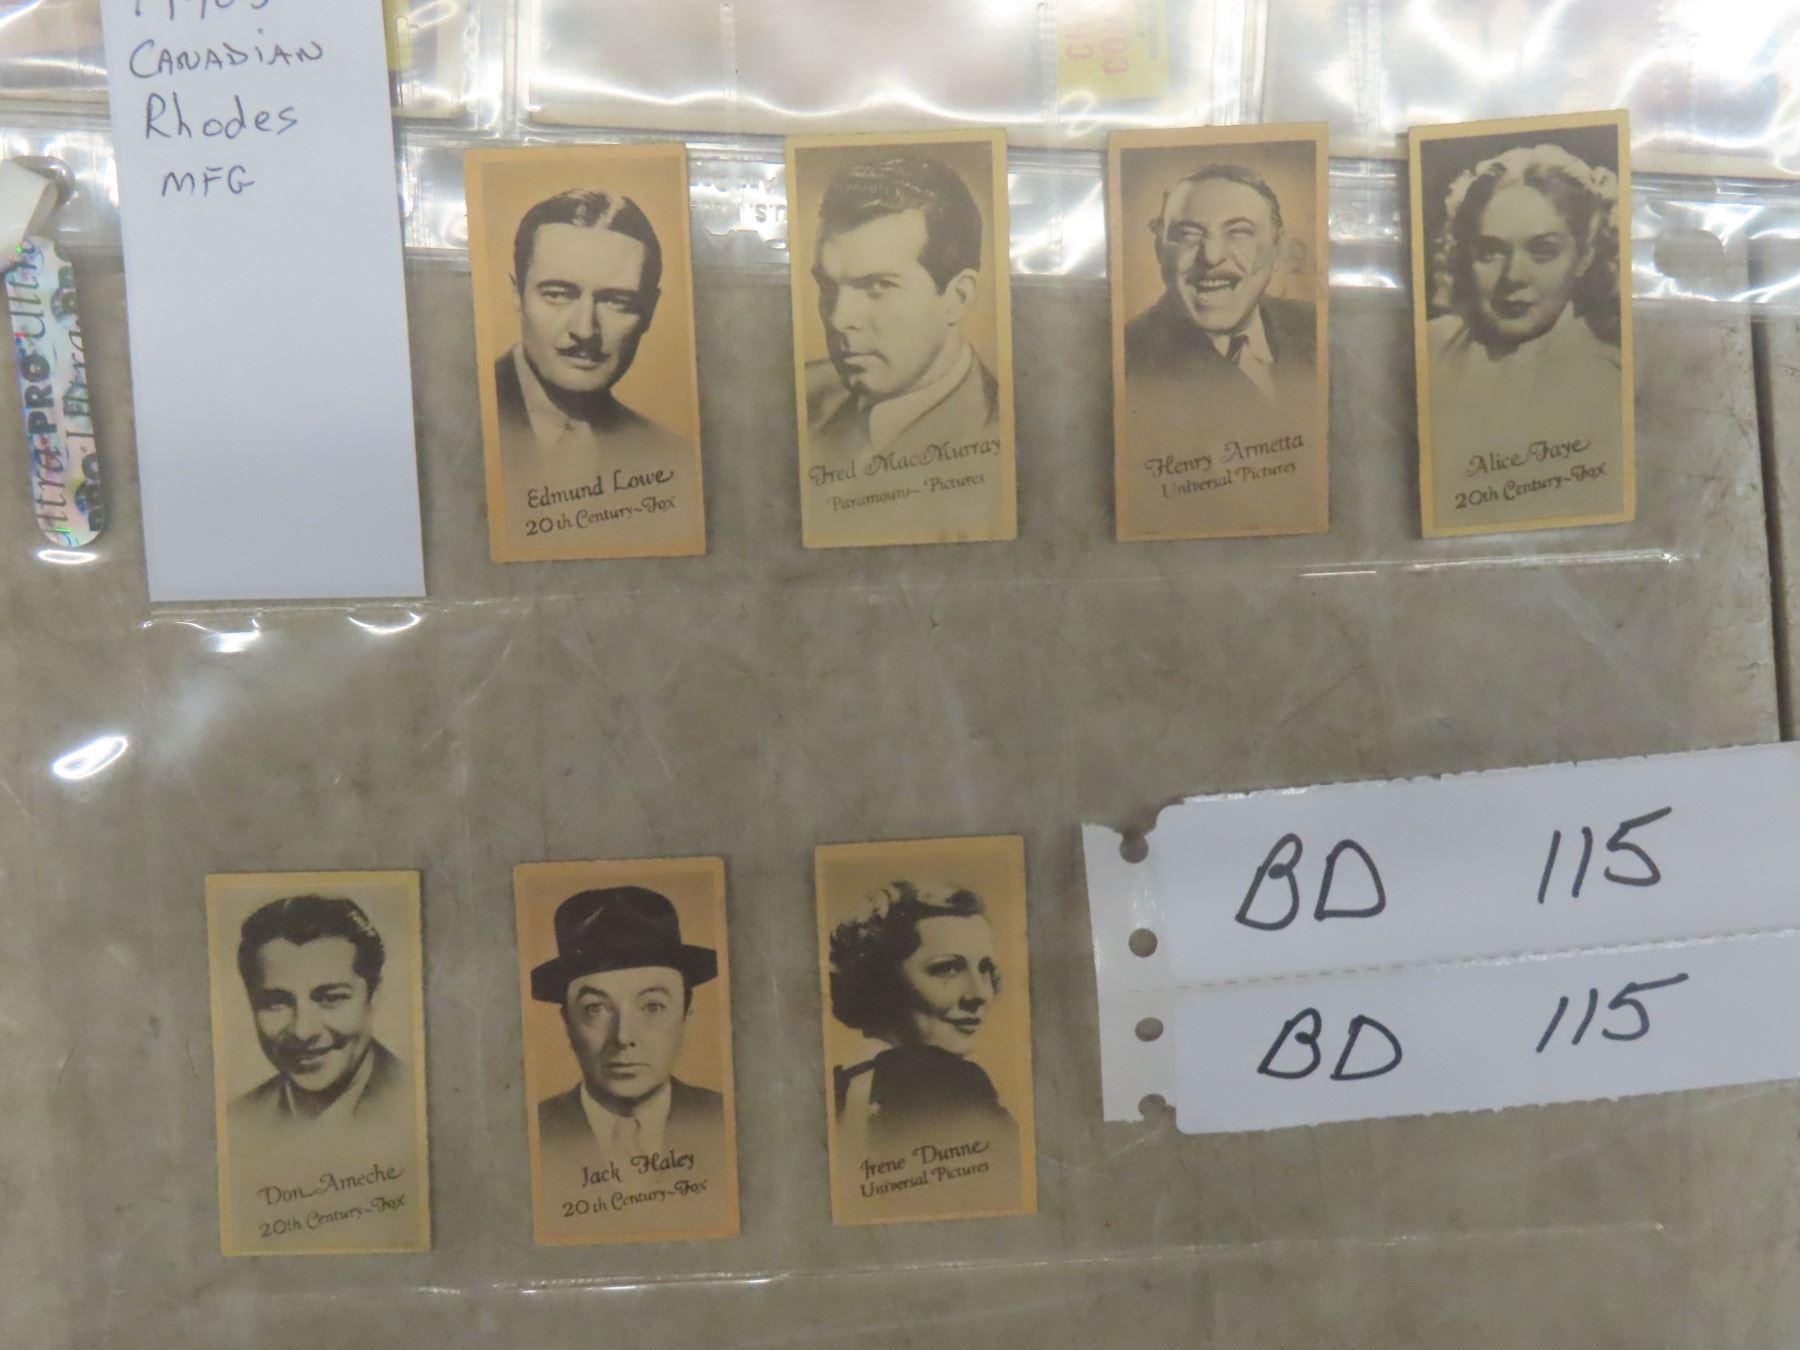 CANADIAN
Rhodes
MFG
Ultra·PRO
Edmund Lowe
20th Century~Fox
Fred MacMurray
Paramount Pictures
Henry Armetta
Universal Pictures
Alice Faye
20th Century~Fox
Don Ameche
20th Century~Fox
Jack Haley
20th Century~Fox
Irene Dunne
Universal Pictures
BD 115
BD 115